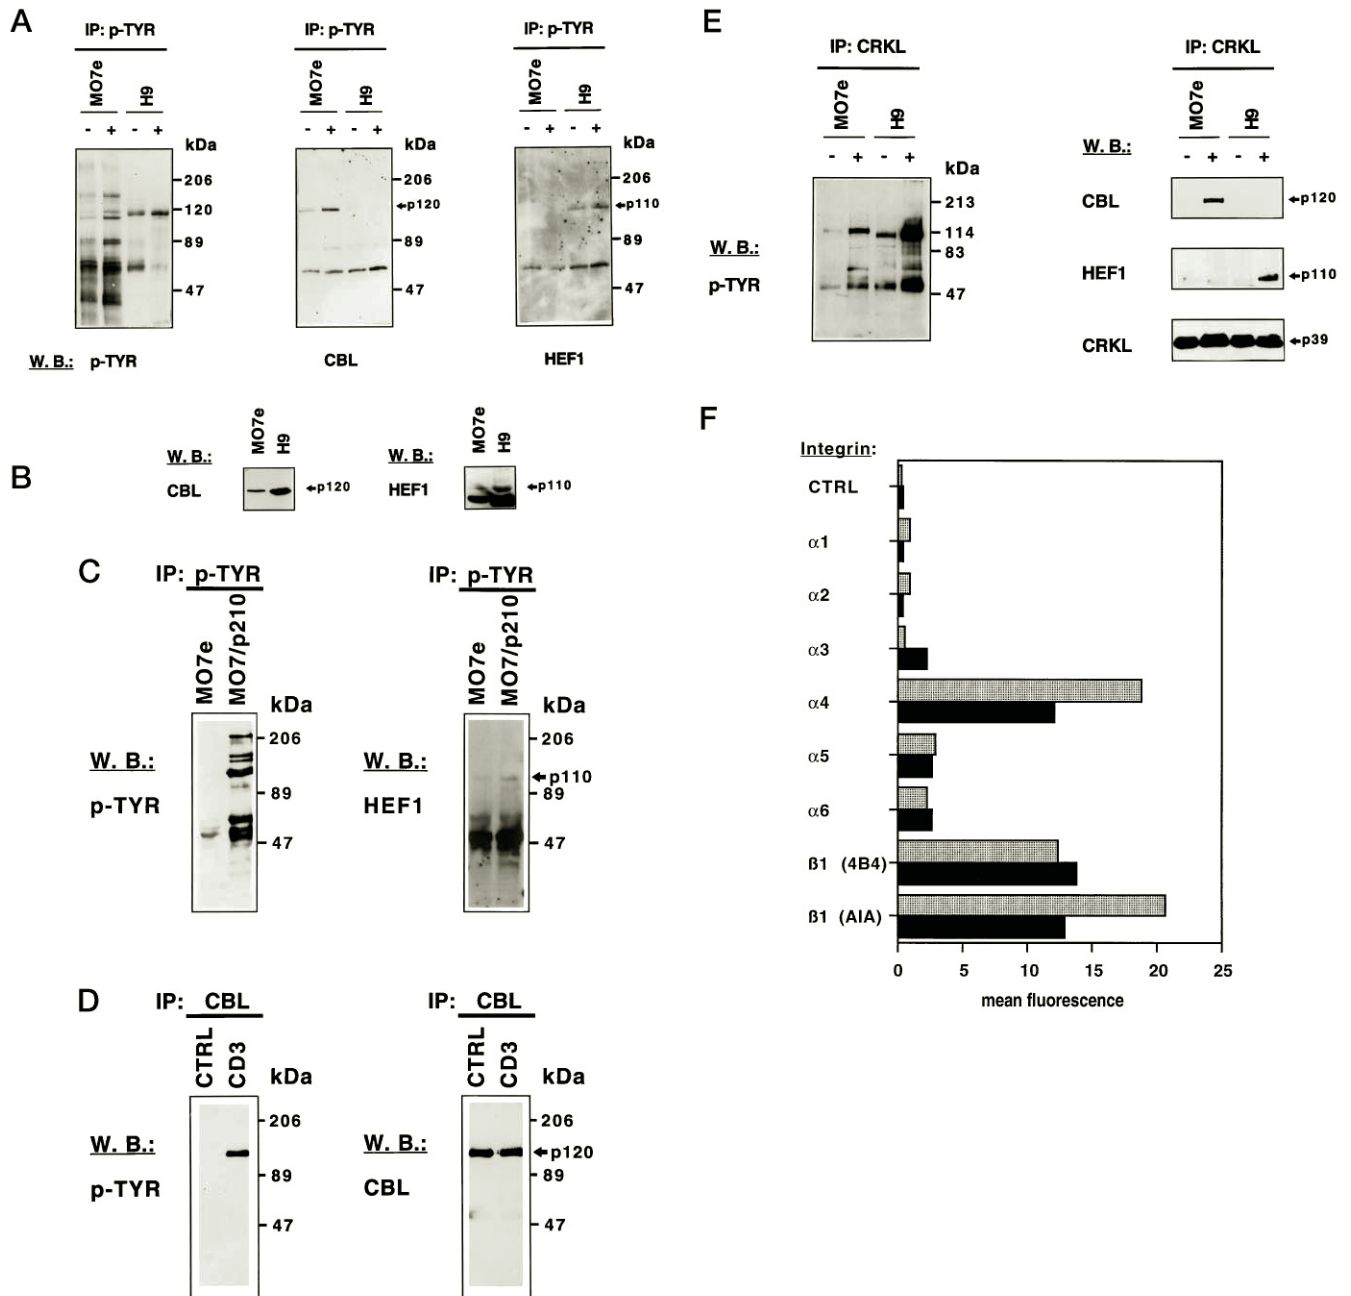 A
IP: p-TYR
MO7e H9
- + - +
kDa
206
120
89
47
W. B.: p-TYR
IP: p-TYR
MO7e H9
- + - +
kDa
206
p120
89
47
CBL
IP: p-TYR
MO7e H9
- + - +
kDa
206
p110
89
47
HEF1
B
MO7e H9
W. B.:
CBL
p120
MO7e H9
W. B.:
HEF1
p110
C
IP: p-TYR
MO7e MO7/p210
kDa
206
W. B.:
89
p-TYR
47
IP: p-TYR
MO7e MO7/p210
kDa
206
W. B.:
p110
89
HEF1
47
D
IP: CBL
CTRL CD3
kDa
206
W. B.:
89
p-TYR
47
IP: CBL
CTRL CD3
kDa
206
W. B.:
p120
89
CBL
47
E
IP: CRKL
MO7e H9
- + - +
kDa
213
114
W. B.:
83
p-TYR
47
IP: CRKL
MO7e H9
W. B.: - + - +
CBL p120
HEF1 p110
CRKL p39
F
Integrin:
CTRL
α1
α2
α3
α4
α5
α6
ß1 (4B4)
ß1 (AIA)
0 5 10 15 20 25
mean fluorescence